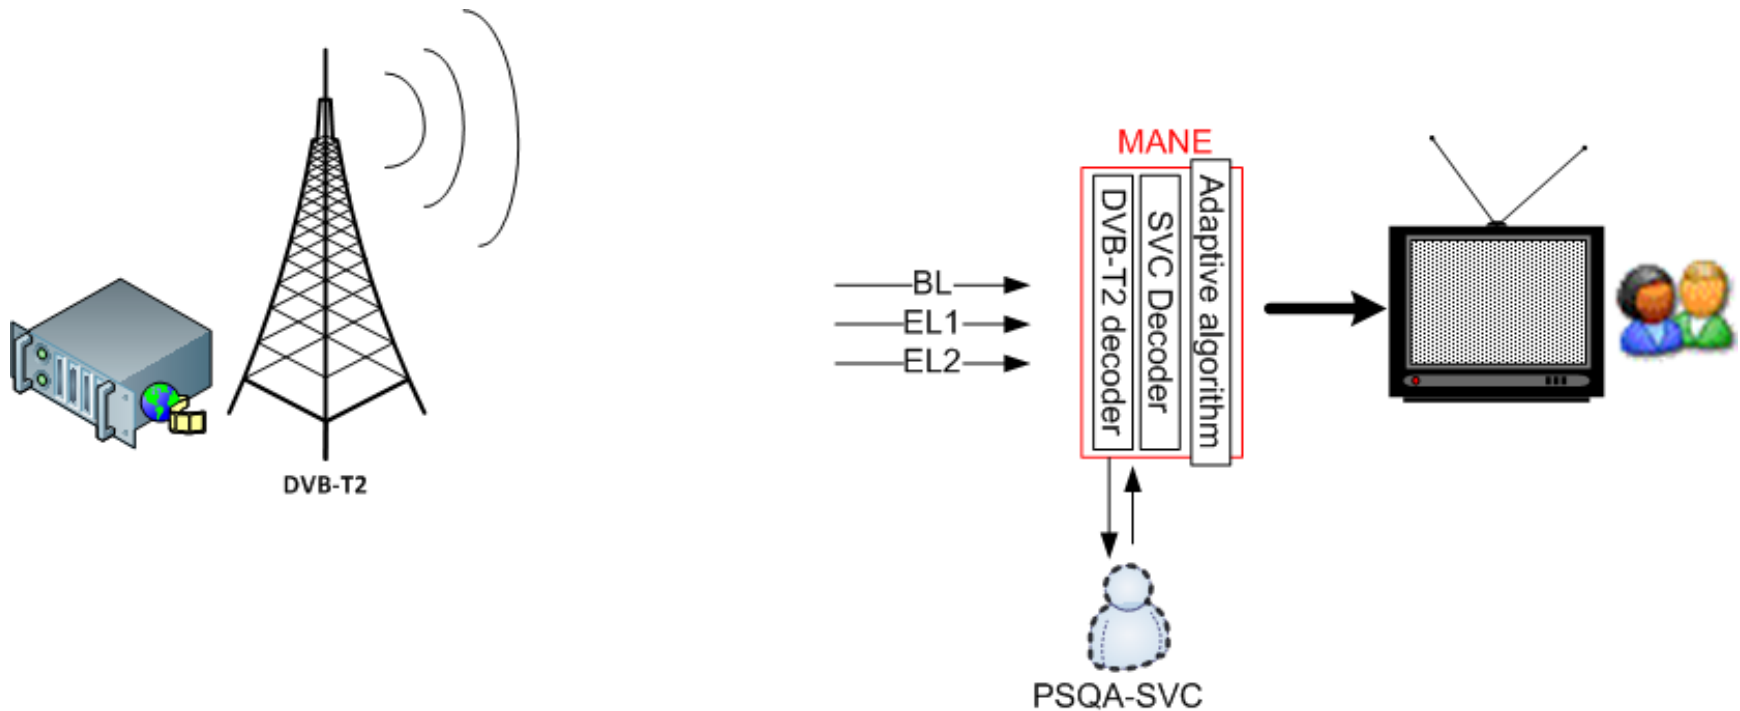 DVB-T2
BL
EL1
EL2
MANE
DVB-T2 decoder
SVC Decoder
Adaptive algorithm
PSQA-SVC